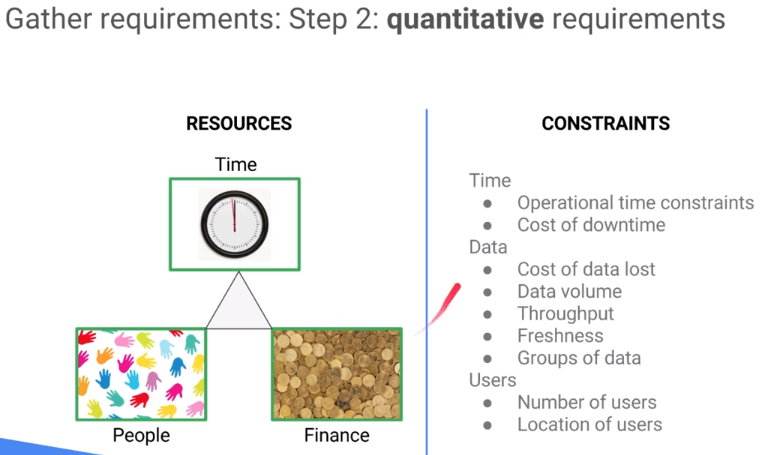 Gather requirements: Step 2: quantitative requirements
RESOURCES
Time
People
Finance
CONSTRAINTS
Time
● Operational time constraints
● Cost of downtime
Data
● Cost of data lost
● Data volume
● Throughput
● Freshness
● Groups of data
Users
● Number of users
● Location of users